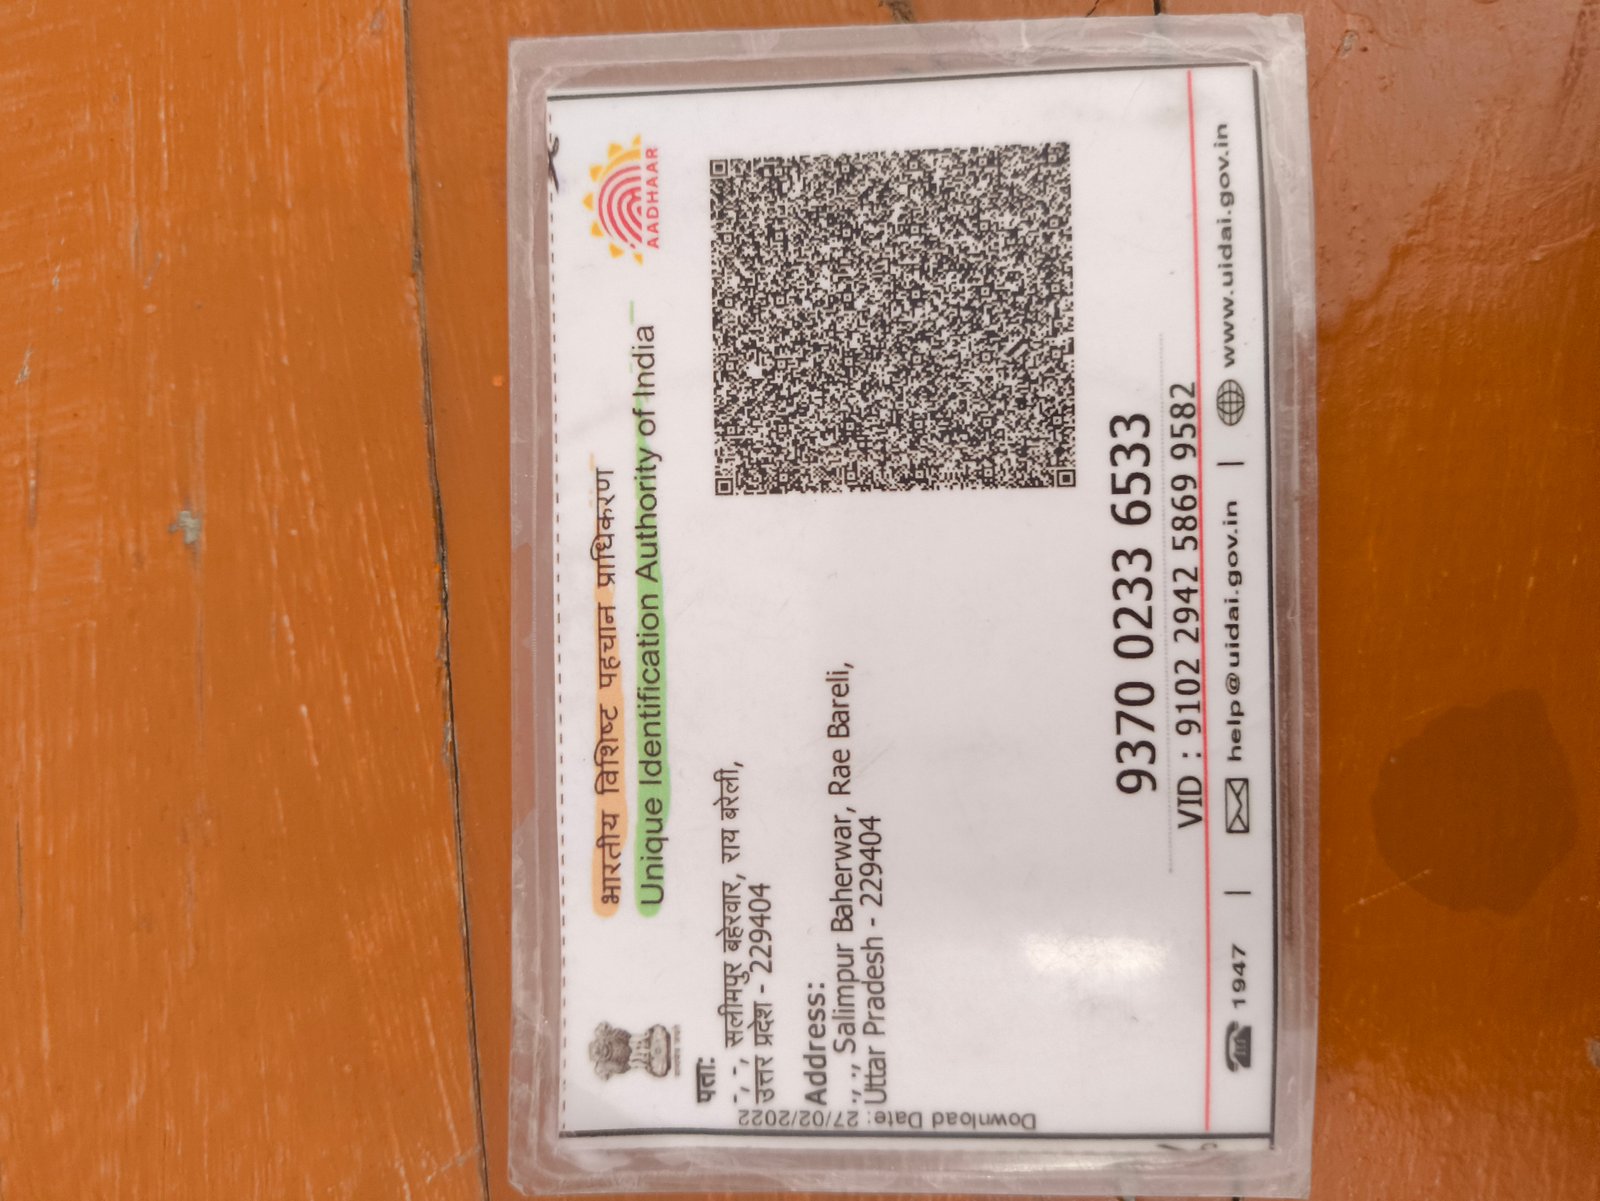 भारतीय विशिष्ट पहचान प्राधिकरण
Unique Identification Authority of India
AADHAAR
पता:
-, -, सलीमपुर बहेरवार, राय बरेली,
उत्तर प्रदेश - 229404
Address:
-, -, Salimpur Baherwar, Rae Bareli,
Uttar Pradesh - 229404
Download Date: 27/02/2022
9370 0233 6533
VID : 9102 2942 5869 9582
1947 | help@uidai.gov.in | www.uidai.gov.in